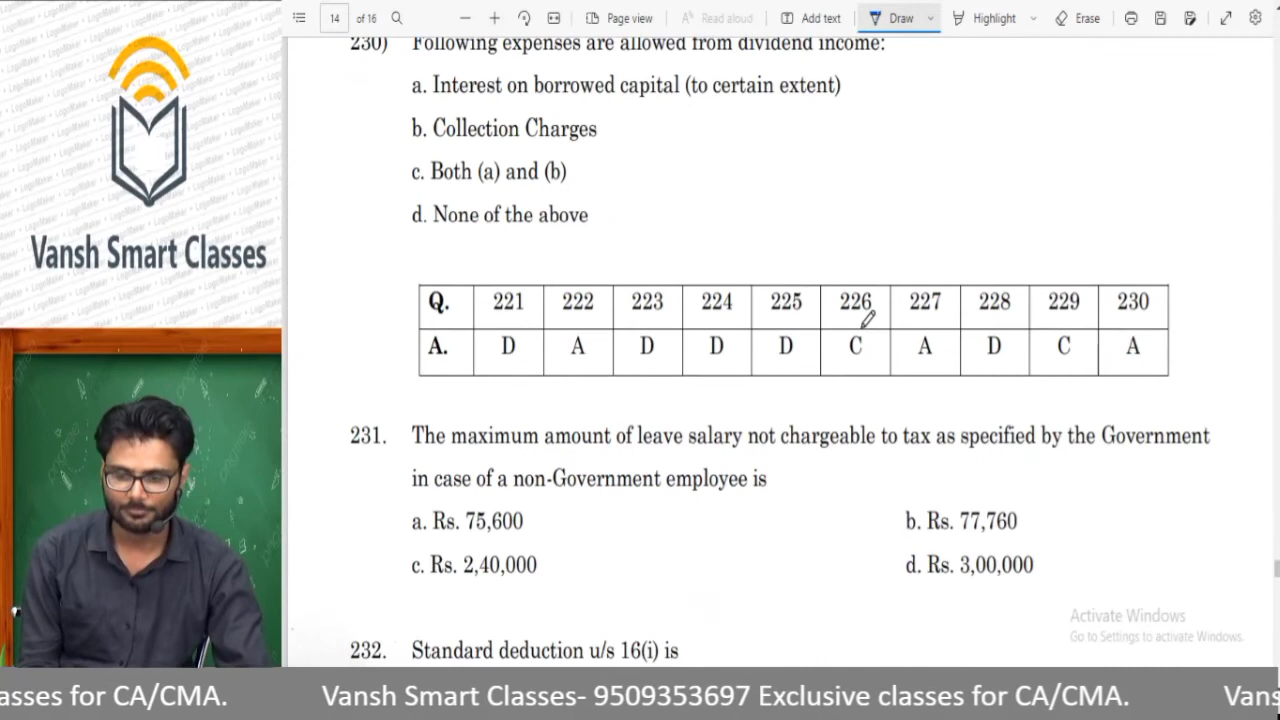 14 of 16
Page view
Read aloud
Add text
Draw
Highlight
Erase
230) Following expenses are allowed from dividend income:
a. Interest on borrowed capital (to certain extent)
b. Collection Charges
c. Both (a) and (b)
d. None of the above
Vansh Smart Classes
Q. 221 222 223 224 225 226 227 228 229 230
A. D A D D D C A D C A
231. The maximum amount of leave salary not chargeable to tax as specified by the Government
in case of a non-Government employee is
a. Rs. 75,600 b. Rs. 77,760
c. Rs. 2,40,000 d. Rs. 3,00,000
Activate Windows
Go to Settings to activate Windows.
232. Standard deduction u/s 16(i) is
asses for CA/CMA. Vansh Smart Classes- 9509353697 Exclusive classes for CA/CMA. Vans